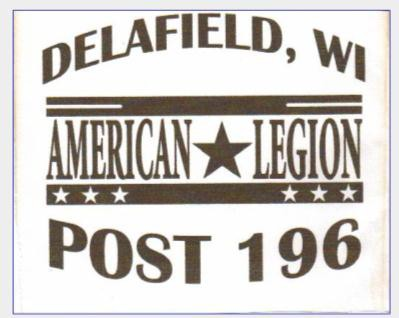 DELAFIELD, WI
AMERICAN LEGION
POST 196